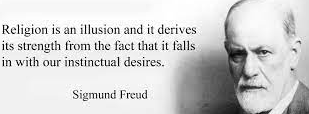 Religion is an illusion and it derives
its strength from the fact that it falls
in with our instinctual desires.
Sigmund Freud